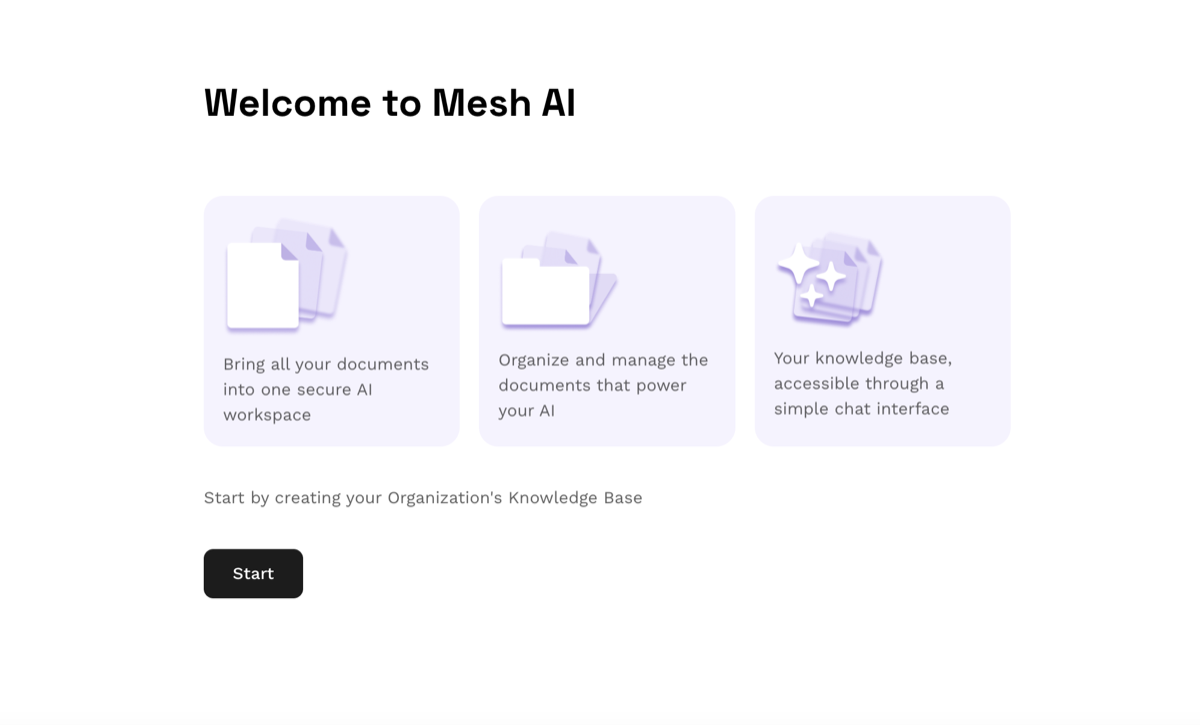 Welcome to Mesh AI
Bring all your documents
into one secure AI
workspace
Organize and manage the
documents that power
your AI
Your knowledge base,
accessible through a
simple chat interface
Start by creating your Organization's Knowledge Base
Start